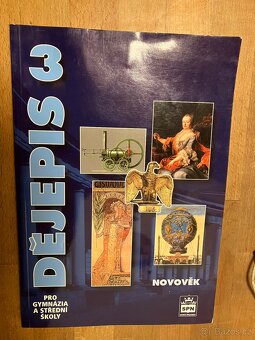 DĚJEPIS 3
PRO
GYMNÁZIA
A STŘEDNÍ
ŠKOLY
NOVOVĚK
SPN